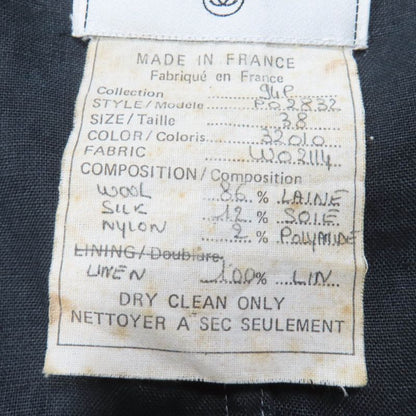 MADE IN FRANCE
Fabriqué en France
Collection 94P
STYLE/Modèle P02832
SIZE/Taille 38
COLOR/Coloris 32010
FABRIC W02114
COMPOSITION/Composition
WOOL 86% LAINE
SILK 12% SOIE
NYLON 2% POLYAMIDE
LINING/Doublure
LINEN 100% LIN
DRY CLEAN ONLY
NETTOYER A SEC SEULEMENT